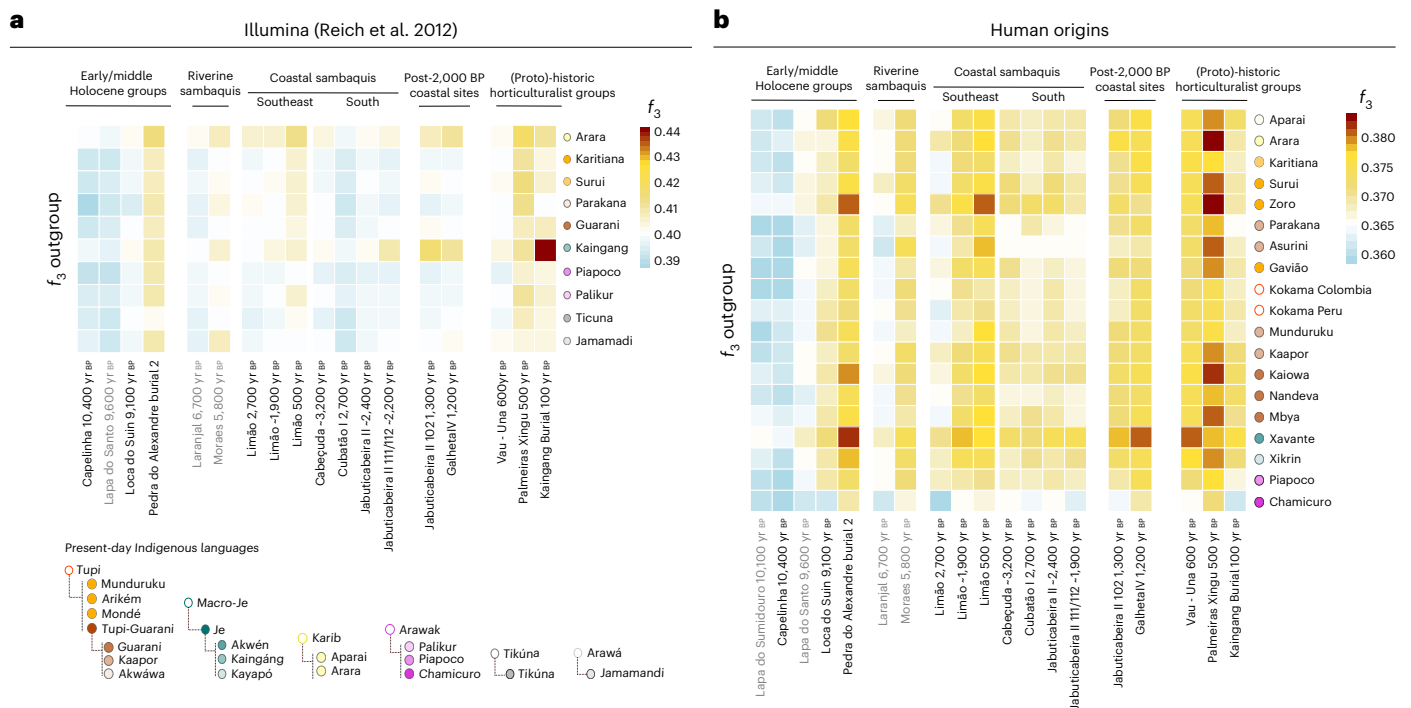 a
Illumina (Reich et al. 2012)
Early/middle
Holocene groups
Riverine
sambaquis
Coastal sambaquis
Southeast
South
Post-2,000 BP
coastal sites
(Proto)-historic
horticulturalist groups
f3
0.44
0.43
0.42
0.41
0.40
0.39
f3 outgroup
Arara
Karitiana
Surui
Parakana
Guarani
Kaingang
Piapoco
Palikur
Ticuna
Jamamadi
Capelinha 10,400 yr BP
Lapa do Santo 9,600 yr BP
Loca do Suin 9,100 yr BP
Pedra do Alexandre burial 2
Laranjal 6,700 yr BP
Moraes 5,800 yr BP
Limão 2,700 yr BP
Limão ~1,900 yr BP
Limão 500 yr BP
Cabeçuda ~3,200 yr BP
Cubatão I 2,700 yr BP
Jabuticabeira II ~2,400 yr BP
Jabuticabeira II 111/112 ~2,200 yr BP
Jabuticabeira II 102 1,300 yr BP
GalhetaIV 1,200 yr BP
Vau - Una 600yr BP
Palmeiras Xingu 500 yr BP
Kaingang Burial 100 yr BP
Present-day Indigenous languages
Tupi
Munduruku
Arikém
Mondé
Tupi-Guarani
Guarani
Kaapor
Akwáwa
Macro-Je
Je
Akwén
Kaingáng
Kayapó
Karib
Aparai
Arara
Arawak
Palikur
Piapoco
Chamicuro
Tikúna
Tikúna
Arawá
Jamamandi
b
Human origins
Early/middle
Holocene groups
Riverine
sambaquis
Coastal sambaquis
Southeast
South
Post-2,000 BP
coastal sites
(Proto)-historic
horticulturalist groups
f3
0.380
0.375
0.370
0.365
0.360
f3 outgroup
Aparai
Arara
Karitiana
Surui
Zoro
Parakana
Asurini
Gavião
Kokama Colombia
Kokama Peru
Munduruku
Kaapor
Kaiowa
Nandeva
Mbya
Xavante
Xikrin
Piapoco
Chamicuro
Lapa do Sumidouro 10,100 yr BP
Capelinha 10,400 yr BP
Lapa do Santo 9,600 yr BP
Loca do Suin 9,100 yr BP
Pedra do Alexandre burial 2
Laranjal 6,700 yr BP
Moraes 5,800 yr BP
Limão 2,700 yr BP
Limão ~1,900 yr BP
Limão 500 yr BP
Cabeçuda ~3,200 yr BP
Cubatão I 2,700 yr BP
Jabuticabeira II ~2,400 yr BP
Jabuticabeira II 111/112 ~1,900 yr BP
Jabuticabeira II 102 1,300 yr BP
GalhetaIV 1,200 yr BP
Vau - Una 600 yr BP
Palmeiras Xingu 500 yr BP
Kaingang Burial 100 yr BP